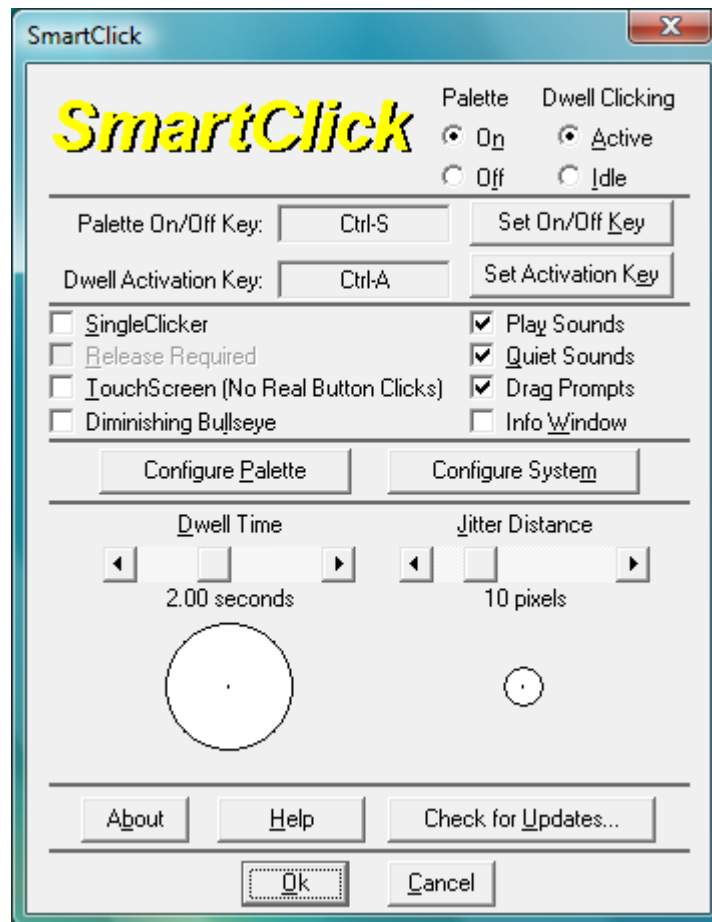 SmartClick
SmartClick
Palette Dwell Clicking
On Active
Off Idle
Palette On/Off Key: Ctrl-S Set On/Off Key
Dwell Activation Key: Ctrl-A Set Activation Key
SingleClicker Play Sounds
Release Required Quiet Sounds
TouchScreen (No Real Button Clicks) Drag Prompts
Diminishing Bullseye Info Window
Configure Palette Configure System
Dwell Time Jitter Distance
2.00 seconds 10 pixels
About Help Check for Updates...
Ok Cancel